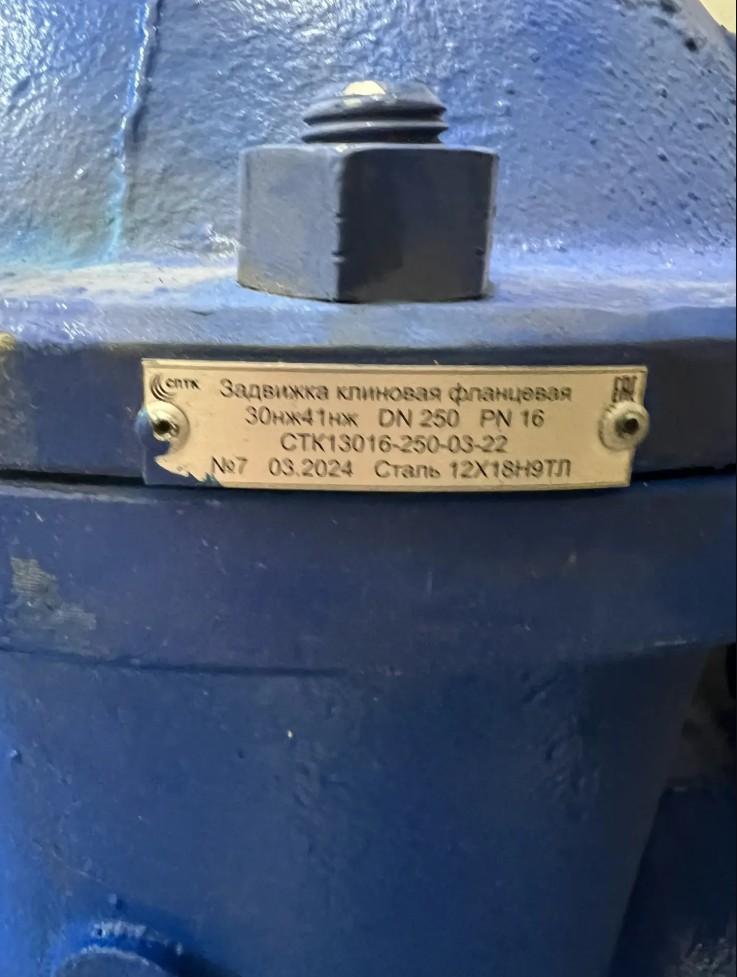 СПТК Задвижка клиновая фланцевая EAC
30нж41нж DN 250 PN 16
СТК13016-250-03-22
№7 03.2024 Сталь 12Х18Н9ТЛ